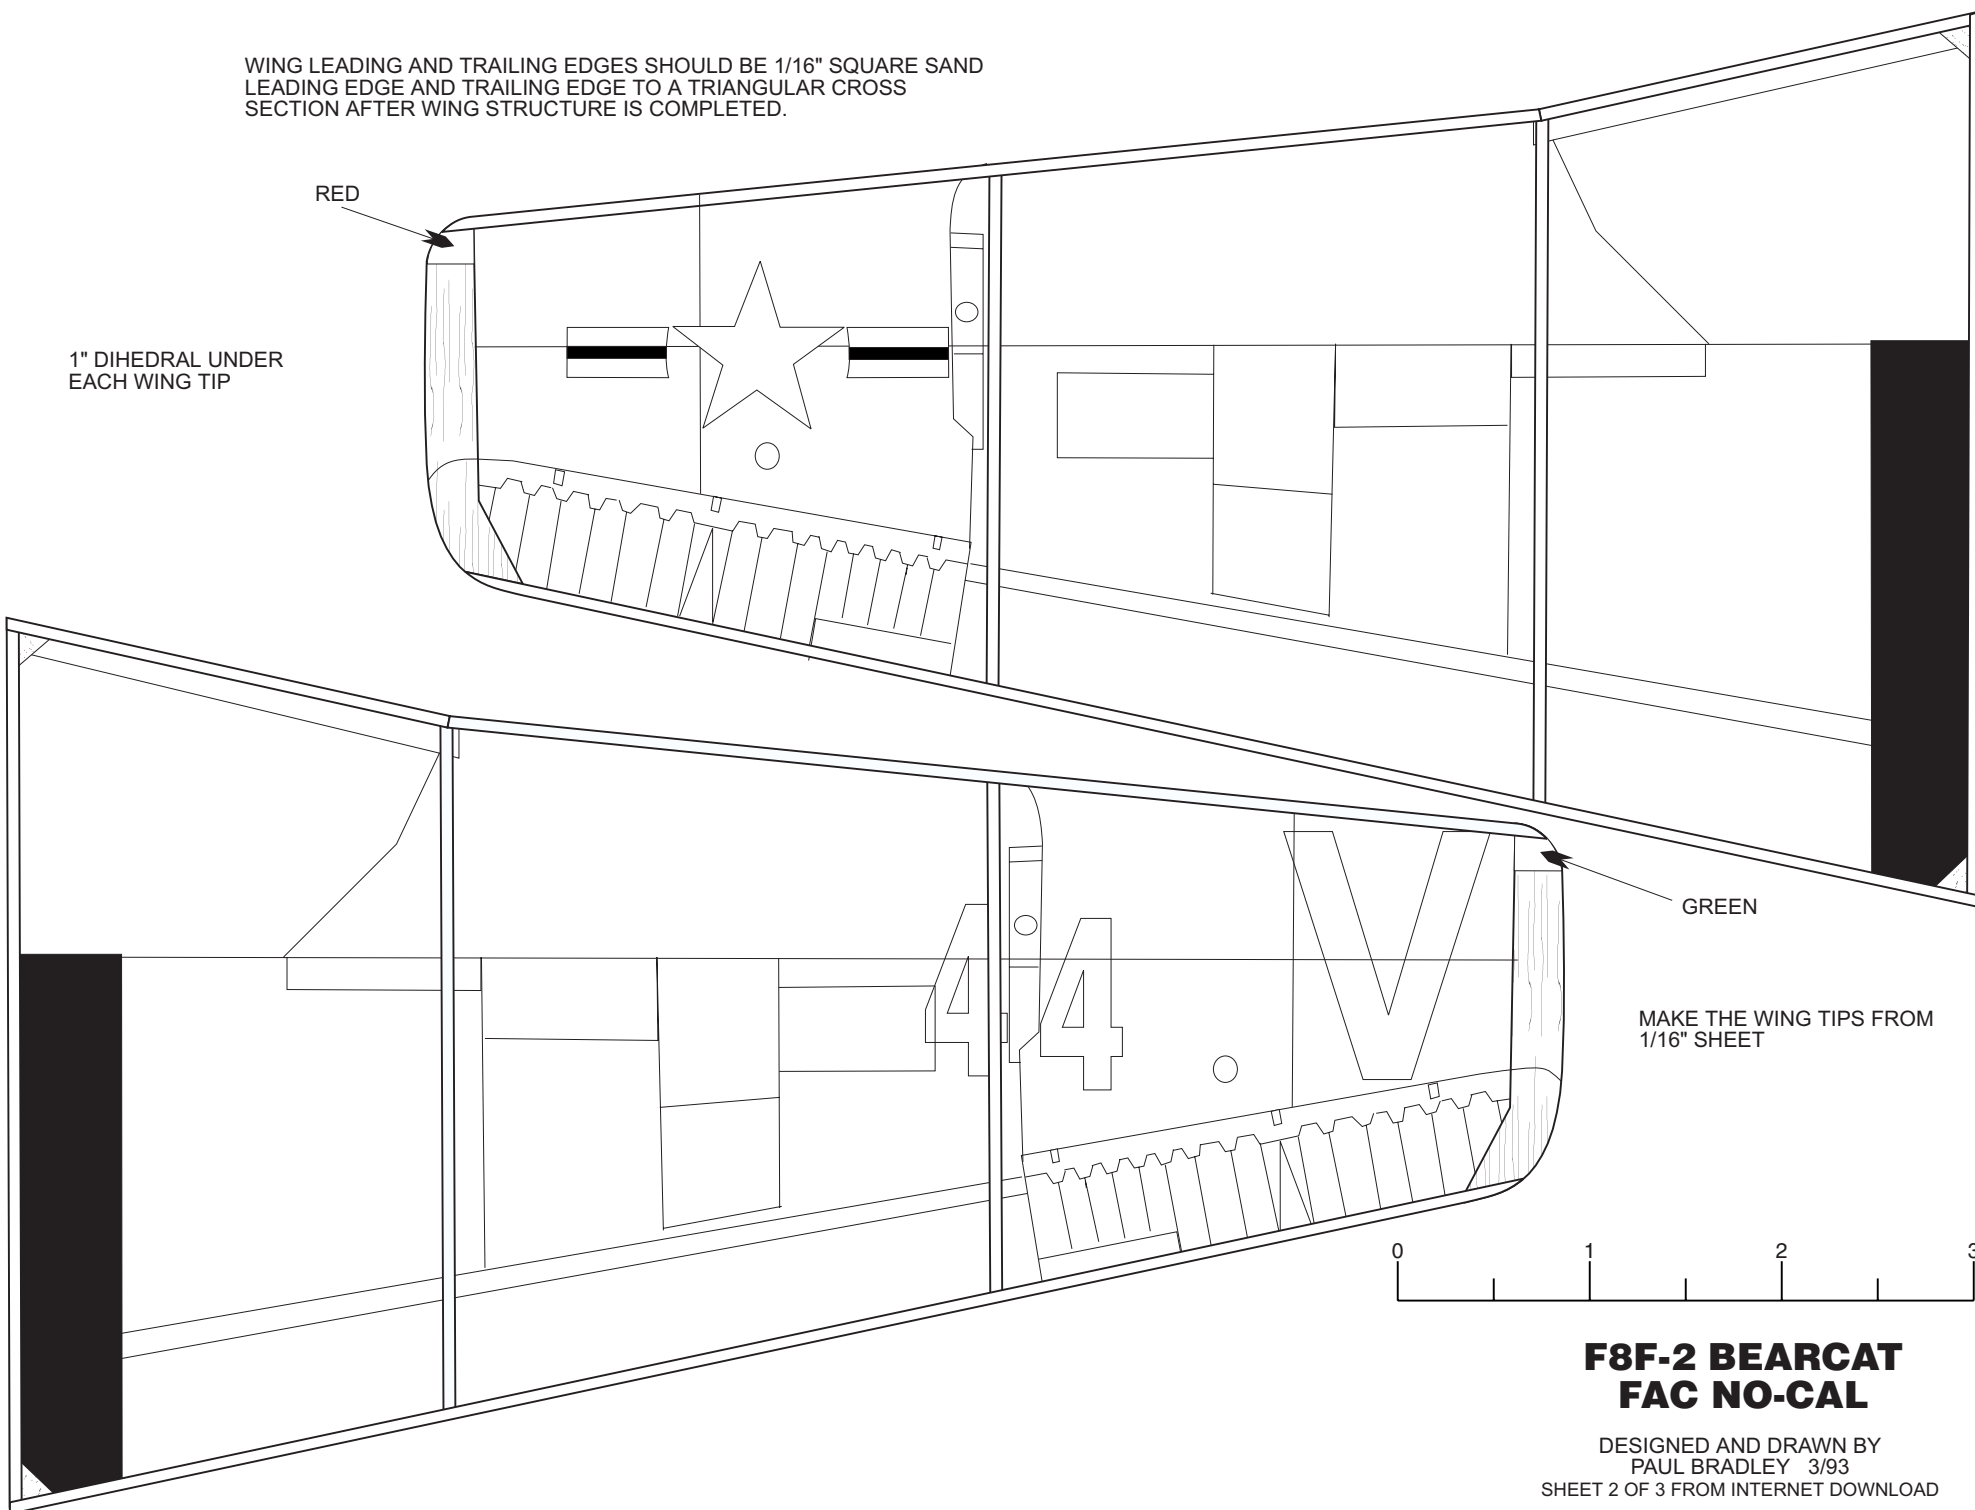 WING LEADING AND TRAILING EDGES SHOULD BE 1/16" SQUARE SAND
LEADING EDGE AND TRAILING EDGE TO A TRIANGULAR CROSS
SECTION AFTER WING STRUCTURE IS COMPLETED.
RED
1" DIHEDRAL UNDER
EACH WING TIP
GREEN
4 4 V
MAKE THE WING TIPS FROM
1/16" SHEET
0 1 2 3
F8F-2 BEARCAT
FAC NO-CAL
DESIGNED AND DRAWN BY
PAUL BRADLEY 3/93
SHEET 2 OF 3 FROM INTERNET DOWNLOAD